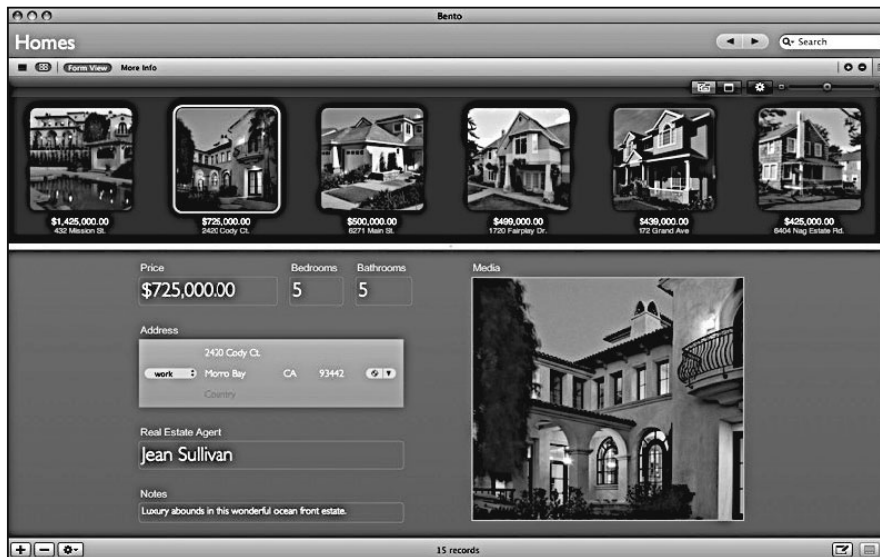 Bento
Homes
Search
Form View More Info
$1,425,000.00 $725,000.00 $500,000.00 $499,000.00 $439,000.00 $425,000.00
432 Mission St. 2420 Cody Ct. 6271 Main St. 1720 Fairplay Dr. 172 Grand Ave 6404 Nag Estate Rd.
Price Bedrooms Bathrooms Media
$725,000.00 5 5
Address
2420 Cody Ct.
work Morro Bay CA 93442
Country
Real Estate Agent
Jean Sullivan
Notes
Luxury abounds in this wonderful ocean front estate.
15 records